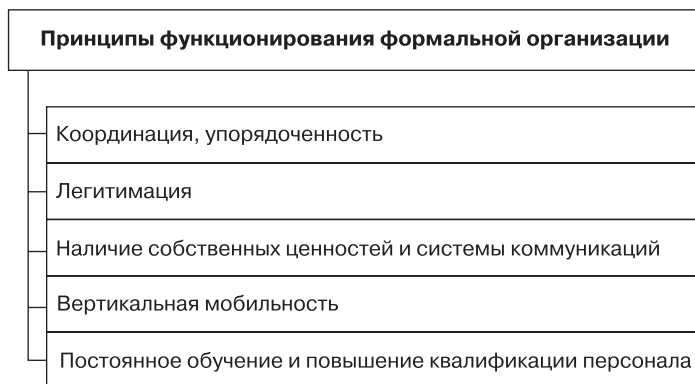 Принципы функционирования формальной организации
Координация, упорядоченность
Легитимация
Наличие собственных ценностей и системы коммуникаций
Вертикальная мобильность
Постоянное обучение и повышение квалификации персонала